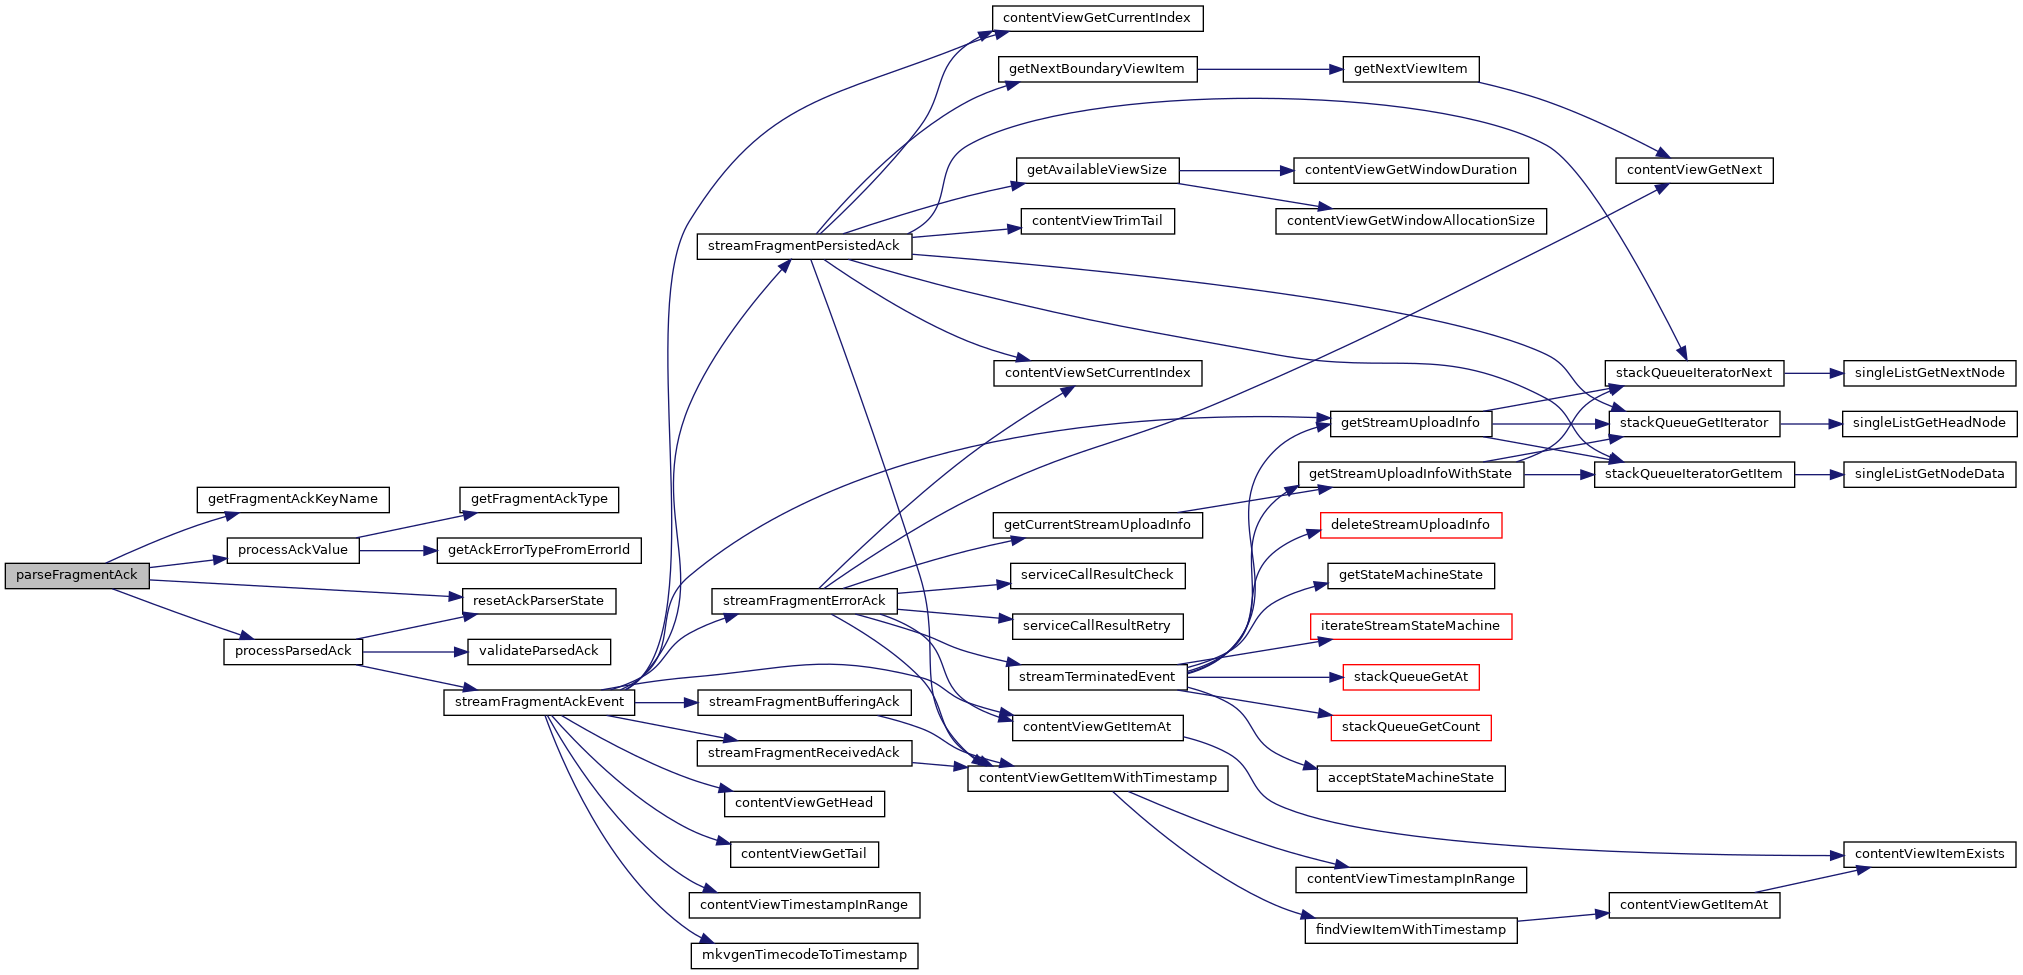 contentViewGetCurrentIndex
getNextBoundaryViewItem
getNextViewItem
getAvailableViewSize
contentViewGetWindowDuration
contentViewGetNext
contentViewTrimTail
contentViewGetWindowAllocationSize
streamFragmentPersistedAck
contentViewSetCurrentIndex
stackQueueIteratorNext
singleListGetNextNode
getStreamUploadInfo
stackQueueGetIterator
singleListGetHeadNode
getStreamUploadInfoWithState
stackQueueIteratorGetItem
singleListGetNodeData
getFragmentAckKeyName
getFragmentAckType
getCurrentStreamUploadInfo
deleteStreamUploadInfo
processAckValue
getAckErrorTypeFromErrorId
parseFragmentAck
serviceCallResultCheck
getStateMachineState
resetAckParserState
streamFragmentErrorAck
serviceCallResultRetry
iterateStreamStateMachine
processParsedAck
validateParsedAck
streamTerminatedEvent
stackQueueGetAt
streamFragmentAckEvent
streamFragmentBufferingAck
contentViewGetItemAt
stackQueueGetCount
streamFragmentReceivedAck
contentViewGetItemWithTimestamp
acceptStateMachineState
contentViewGetHead
contentViewGetTail
contentViewItemExists
contentViewTimestampInRange
contentViewTimestampInRange
contentViewGetItemAt
findViewItemWithTimestamp
mkvgenTimecodeToTimestamp